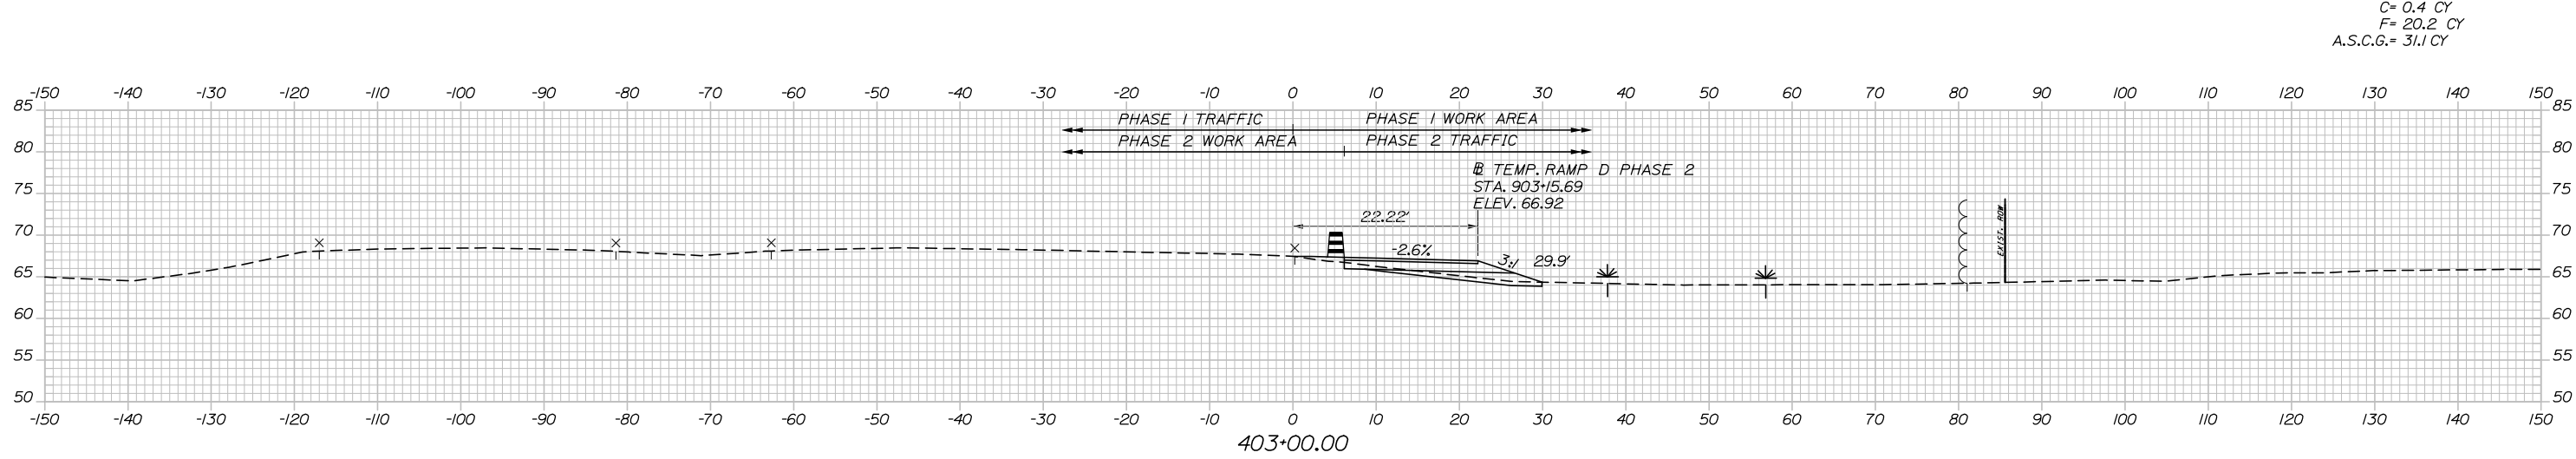 C= 0.4 CY
F= 20.2 CY
A.S.C.G.= 31.1 CY
-150 -140 -130 -120 -110 -100 -90 -80 -70 -60 -50 -40 -30 -20 -10 0 10 20 30 40 50 60 70 80 90 100 110 120 130 140 150
85 85
PHASE 1 TRAFFIC PHASE 1 WORK AREA
PHASE 2 WORK AREA PHASE 2 TRAFFIC
80 80
TEMP. RAMP D PHASE 2
75 STA. 903+15.69 75
ELEV. 66.92
22.22'
70 EXIST. ROW 70
-2.6%
3:1 29.9'
65 65
60 60
55 55
50 50
-150 -140 -130 -120 -110 -100 -90 -80 -70 -60 -50 -40 -30 -20 -10 0 10 20 30 40 50 60 70 80 90 100 110 120 130 140 150
403+00.00